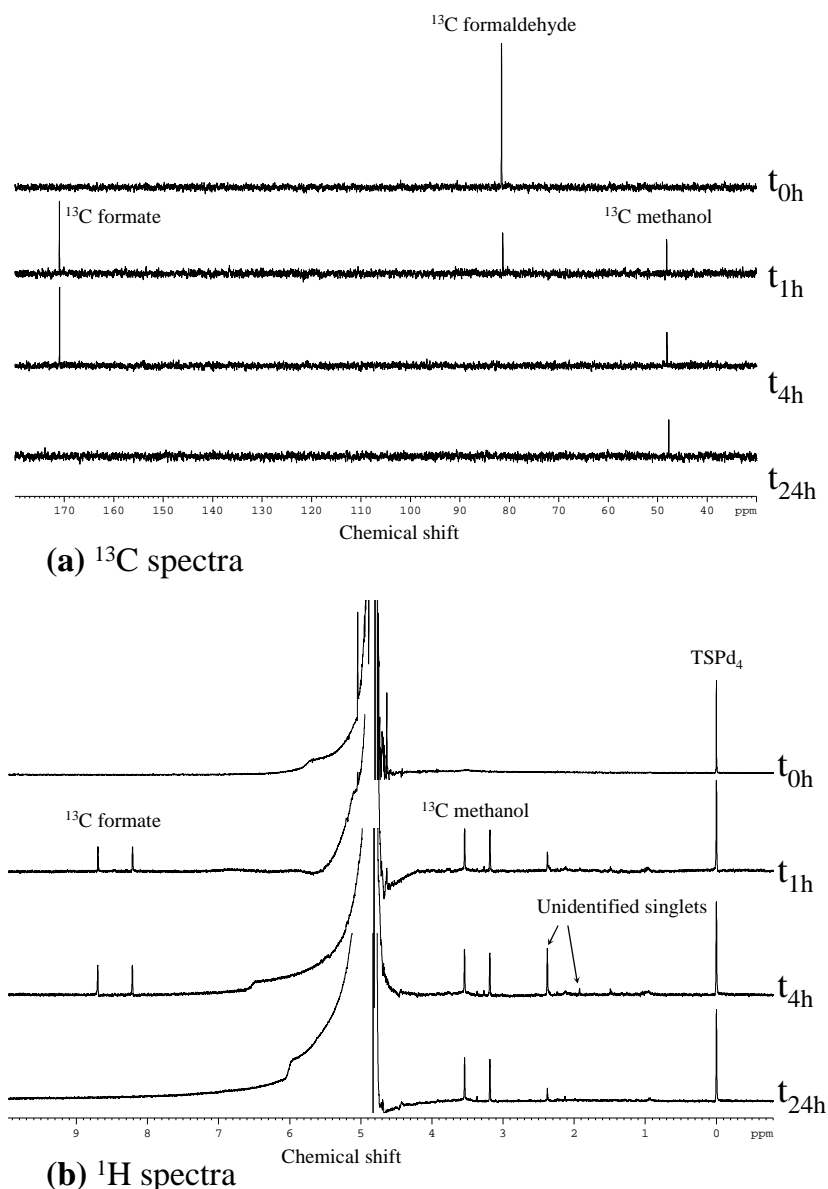 ¹³C formaldehyde
t₀ₕ
¹³C formate
¹³C methanol
t₁ₕ
t₄ₕ
t₂₄ₕ
170 160 150 140 130 120 110 100 90 80 70 60 50 40 ppm
Chemical shift
(a) ¹³C spectra
TSPd₄
t₀ₕ
¹³C formate
¹³C methanol
t₁ₕ
Unidentified singlets
t₄ₕ
t₂₄ₕ
9 8 7 6 5 4 3 2 1 0 ppm
Chemical shift
(b) ¹H spectra